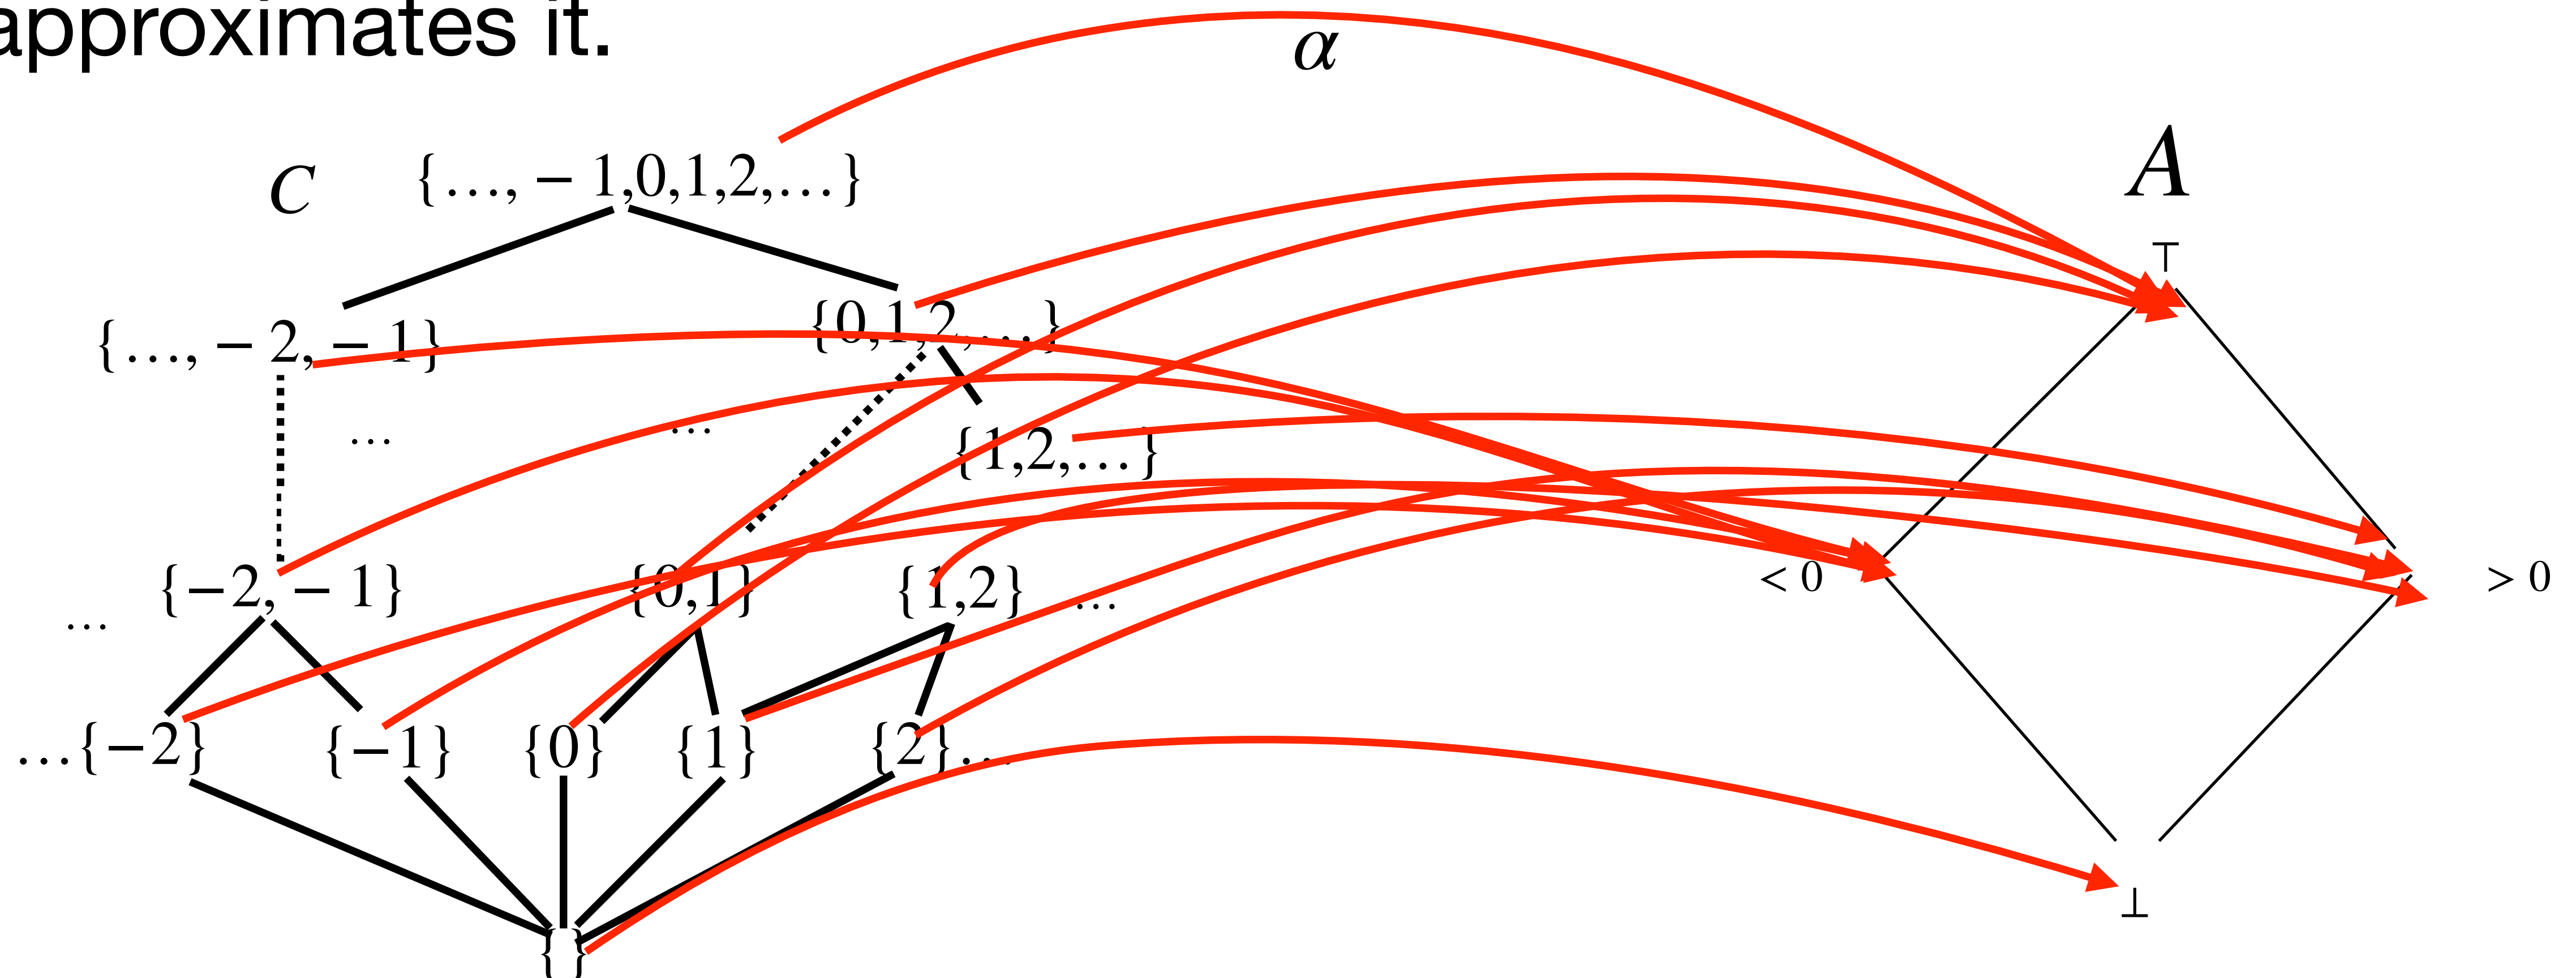 approximates it.
α
C
{…, − 1,0,1,2,…}
A
⊤
{…, − 2, − 1}
{0,1,2,…}
…
…
{1,2,…}
{−2, − 1}
{0,1}
{1,2}
…
< 0
> 0
…
…{−2}
{−1}
{0}
{1}
{2}…
⊥
{}